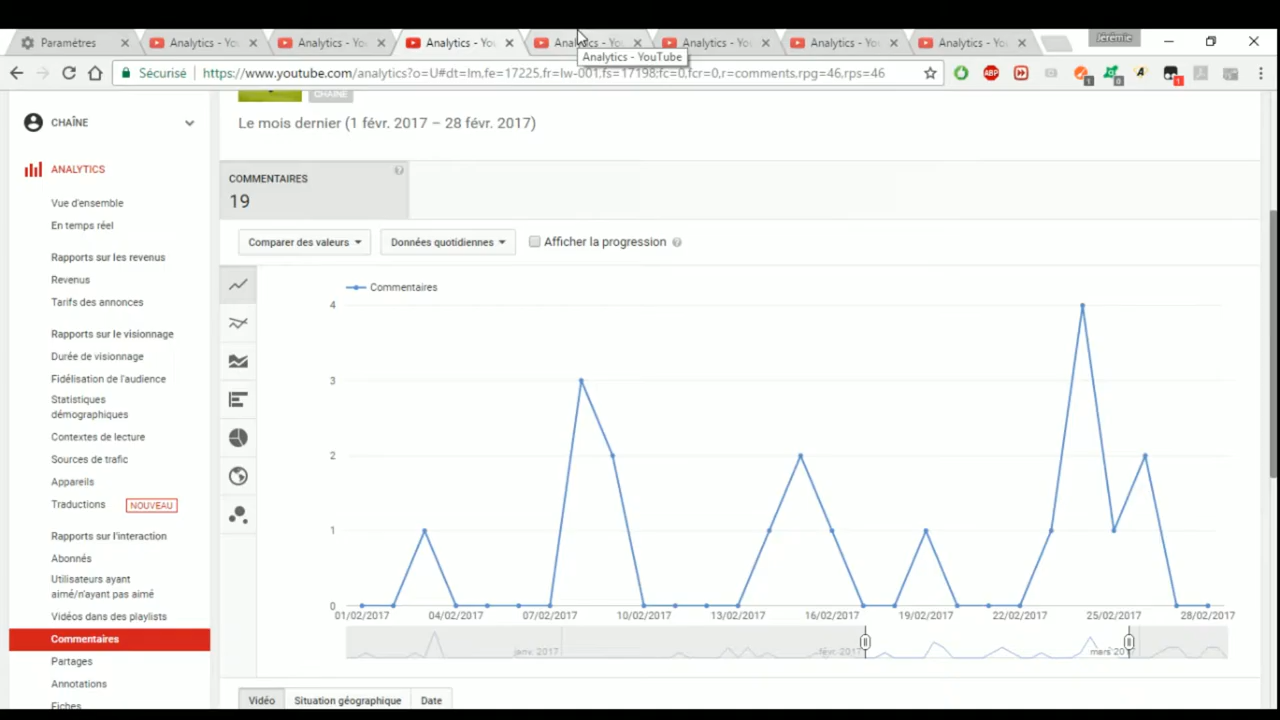 Paramètres
Analytics - You
Analytics - You
Analytics - You
Analytics - You
Analytics - You
Analytics - You
Analytics - You
Jérémie
Analytics - YouTube
Sécurisé
https://www.youtube.com/analytics?o=U#dt=lm,fe=17225,fr=lw-001,fs=17198;fc=0,fcr=0,r=comments,rpg=46,rps=46
ABP
CHAÎNE
CHAÎNE
Le mois dernier (1 févr. 2017 – 28 févr. 2017)
ANALYTICS
Vue d'ensemble
En temps réel
Rapports sur les revenus
Revenus
Tarifs des annonces
Rapports sur le visionnage
Durée de visionnage
Fidélisation de l'audience
Statistiques
démographiques
Contextes de lecture
Sources de trafic
Appareils
Traductions NOUVEAU
Rapports sur l'interaction
Abonnés
Utilisateurs ayant
aimé/n'ayant pas aimé
Vidéos dans des playlists
Commentaires
Partages
Annotations
Fiches
COMMENTAIRES
19
Comparer des valeurs
Données quotidiennes
Afficher la progression
Commentaires
4
3
2
1
0
01/02/2017 04/02/2017 07/02/2017 10/02/2017 13/02/2017 16/02/2017 19/02/2017 22/02/2017 25/02/2017 28/02/2017
janv. 2017 févr. 2017 mars 2017
Vidéo Situation géographique Date